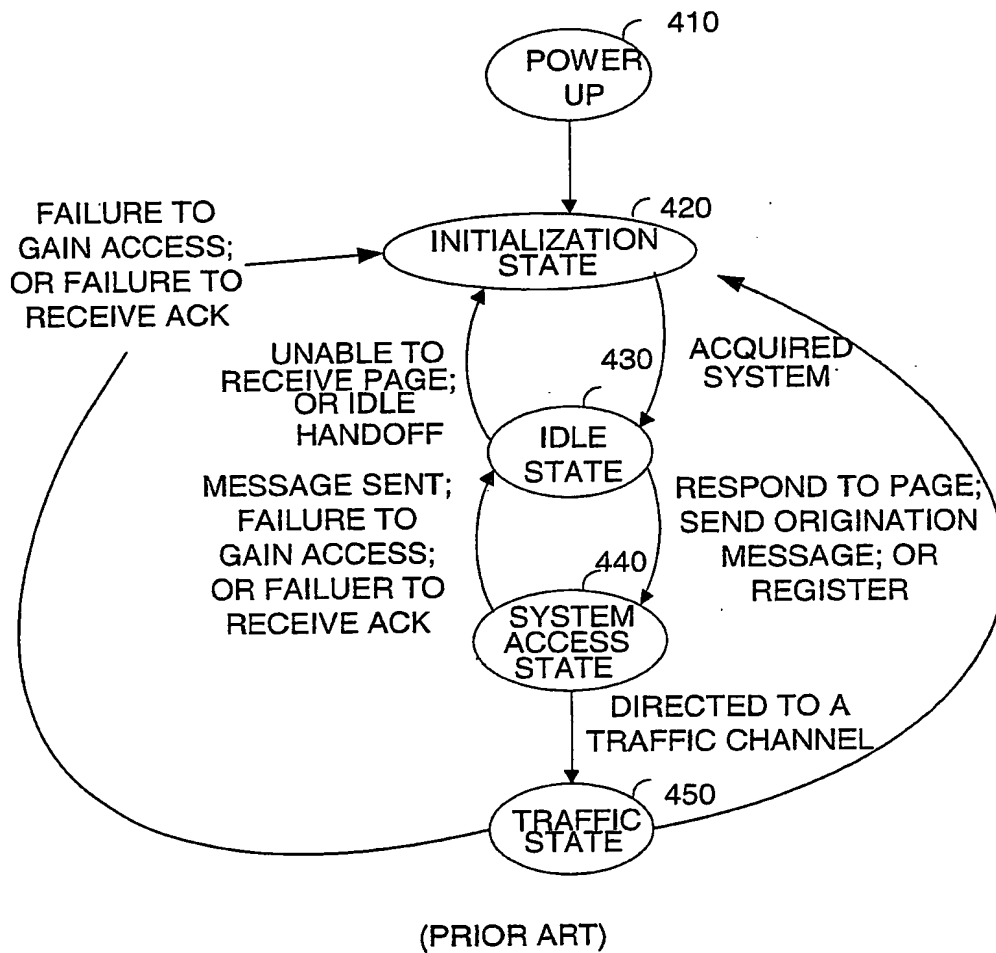 410
POWER
UP
420
INITIALIZATION
STATE
FAILURE TO
GAIN ACCESS;
OR FAILURE TO
RECEIVE ACK
UNABLE TO
RECEIVE PAGE;
OR IDLE
HANDOFF
430
ACQUIRED
SYSTEM
IDLE
STATE
MESSAGE SENT;
FAILURE TO
GAIN ACCESS;
OR FAILUER TO
RECEIVE ACK
RESPOND TO PAGE;
SEND ORIGINATION
MESSAGE; OR
REGISTER
440
SYSTEM
ACCESS
STATE
DIRECTED TO A
TRAFFIC CHANNEL
450
TRAFFIC
STATE
(PRIOR ART)